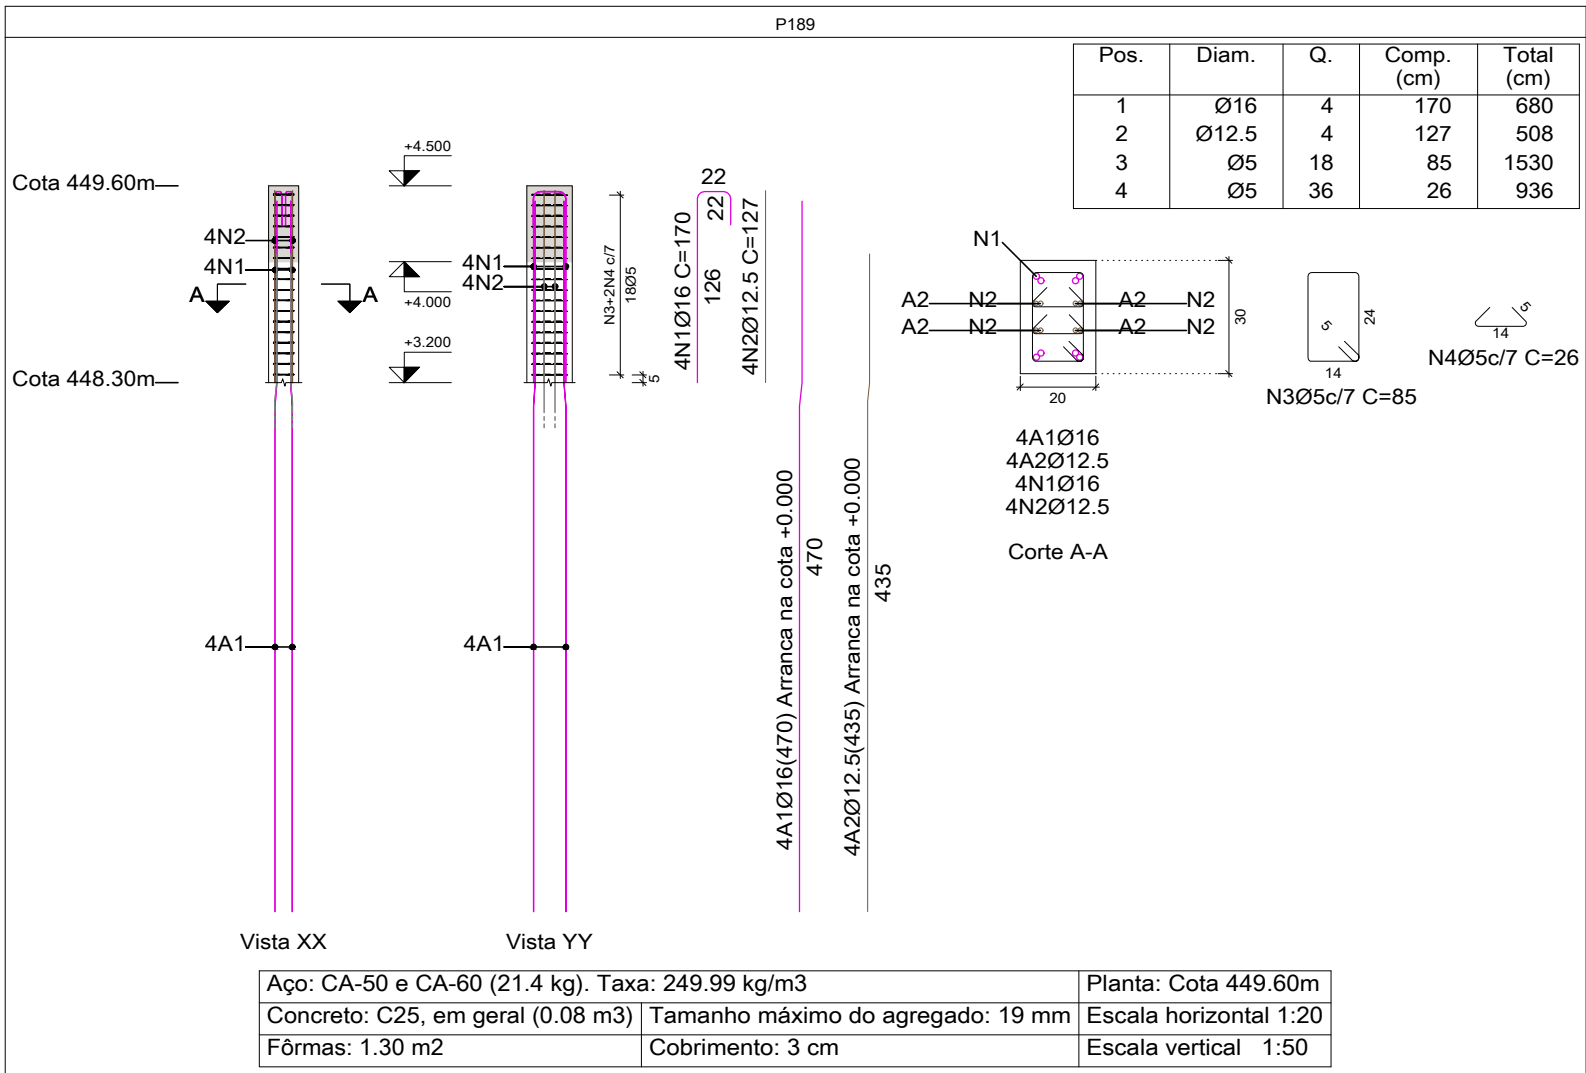 P189
Pos. Diam. Q. Comp. (cm) Total (cm)
1 Ø16 4 170 680
2 Ø12.5 4 127 508
3 Ø5 18 85 1530
4 Ø5 36 26 936
Cota 449.60m
4N2
4N1
A A
Cota 448.30m
4A1
Vista XX
+4.500
+4.000
+3.200
4N1
4N2
4A1
Vista YY
N3+2N4 c/7
18Ø5
5
22
22
126
4N1Ø16 C=170
4N2Ø12.5 C=127
4A1Ø16(470) Arranca na cota +0.000
470
4A2Ø12.5(435) Arranca na cota +0.000
435
N1
A2 N2 A2 N2
A2 N2 A2 N2
30
20
4A1Ø16
4A2Ø12.5
4N1Ø16
4N2Ø12.5
Corte A-A
5
24
14
N3Ø5c/7 C=85
5
14
N4Ø5c/7 C=26
Aço: CA-50 e CA-60 (21.4 kg). Taxa: 249.99 kg/m3 Planta: Cota 449.60m
Concreto: C25, em geral (0.08 m3) Tamanho máximo do agregado: 19 mm Escala horizontal 1:20
Fôrmas: 1.30 m2 Cobrimento: 3 cm Escala vertical 1:50